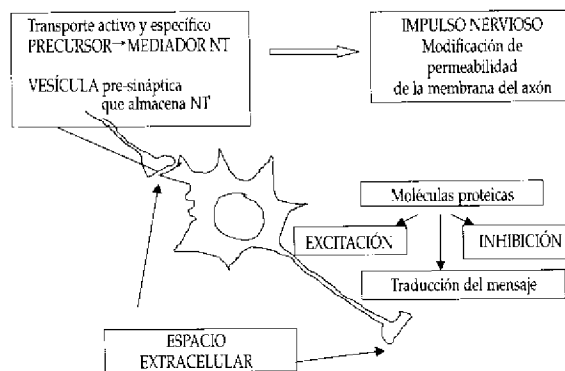 Transporte activo y específico
PRECURSOR→MEDIADOR NT
VESÍCULA pre-sináptica
que almacena NT
IMPULSO NERVIOSO
Modificación de
permeabilidad
de la membrana del axón
Moléculas proteicas
EXCITACIÓN
INHIBICIÓN
Traducción del mensaje
ESPACIO
EXTRACELULAR